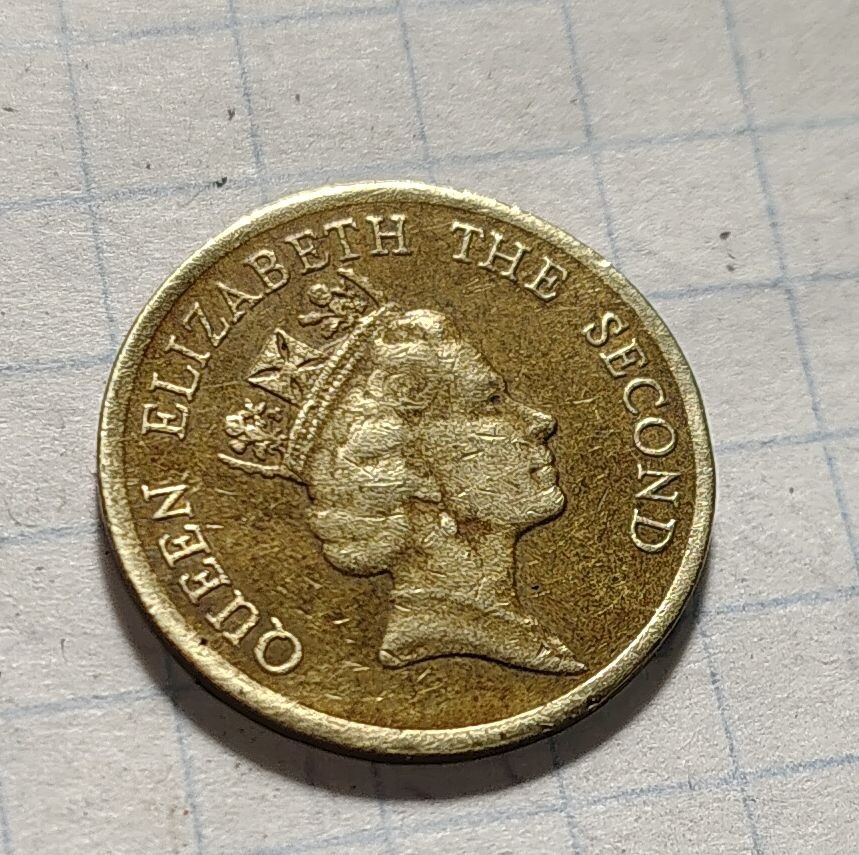 QUEEN ELIZABETH THE SECOND